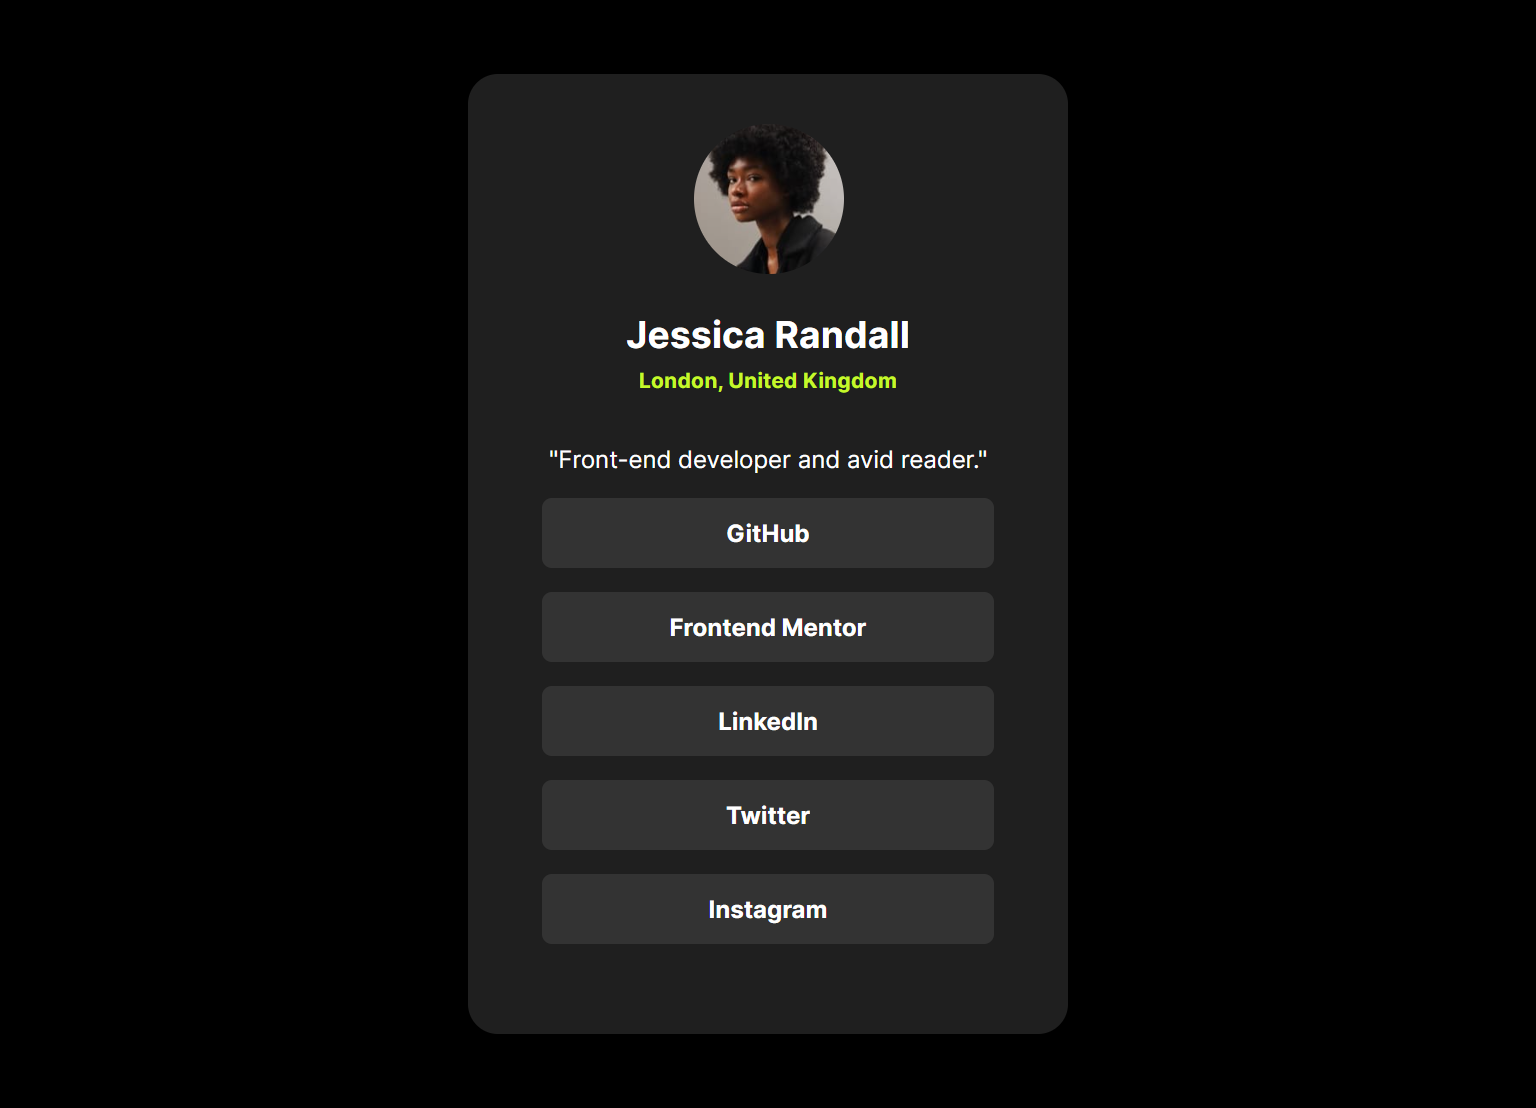 Jessica Randall
London, United Kingdom
"Front-end developer and avid reader."
GitHub
Frontend Mentor
LinkedIn
Twitter
Instagram